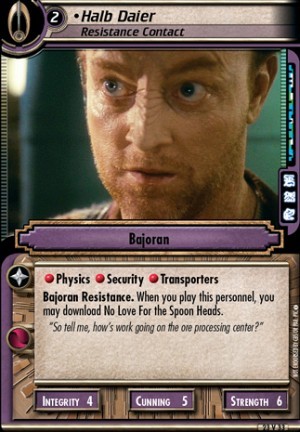 2 • Halb Daier
Resistance Contact
Bajoran
Physics Security Transporters
Bajoran Resistance. When you play this personnel, you
may download No Love For the Spoon Heads.
“So tell me, how's work going on the ore processing center?”
INTEGRITY 4 CUNNING 5 STRENGTH 6